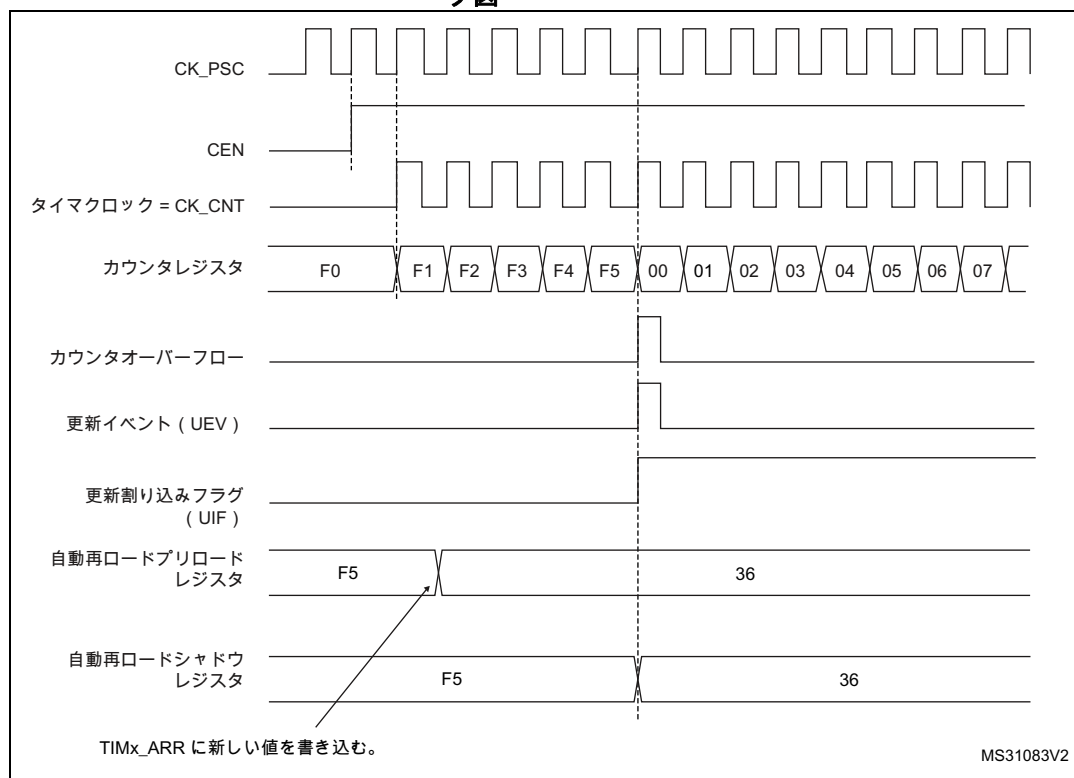 ップ図
CK_PSC
CEN
タイマクロック = CK_CNT
カウンタレジスタ
F0 F1 F2 F3 F4 F5 00 01 02 03 04 05 06 07
カウンタオーバーフロー
更新イベント ( UEV )
更新割り込みフラグ
( UIF )
自動再ロードプリロード
レジスタ
F5 36
自動再ロードシャドウ
レジスタ
F5 36
TIMx_ARR に新しい値を書き込む。
MS31083V2